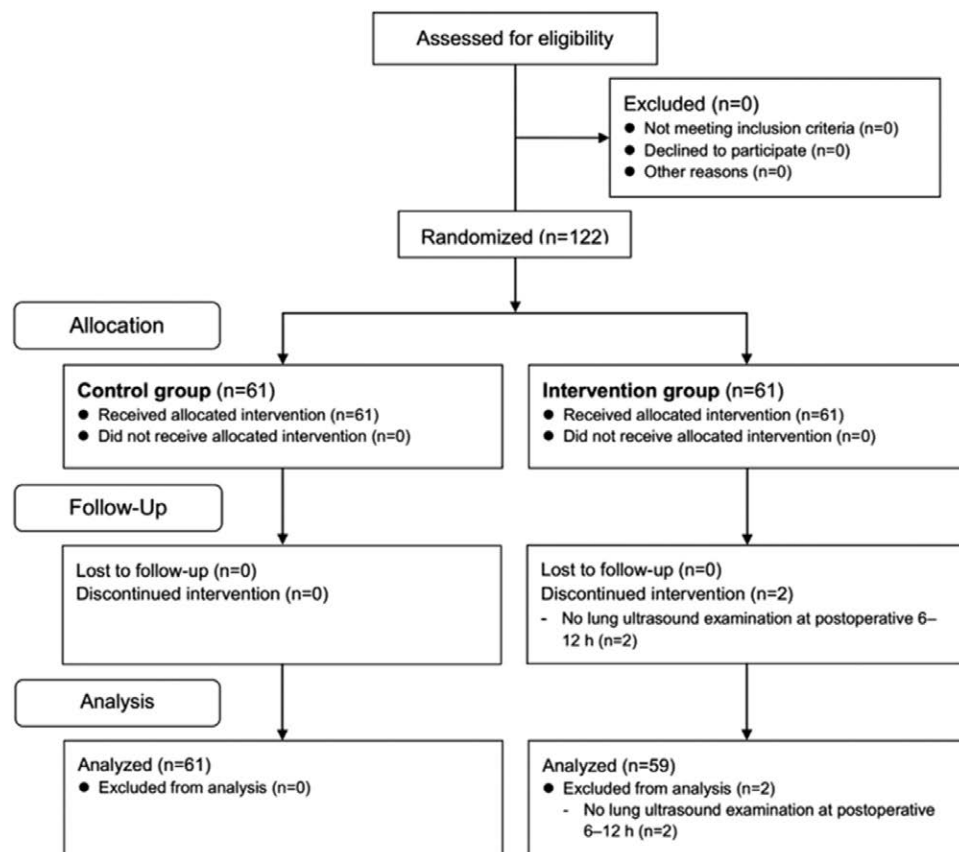 Assessed for eligibility
Excluded (n=0)
● Not meeting inclusion criteria (n=0)
● Declined to participate (n=0)
● Other reasons (n=0)
Randomized (n=122)
Allocation
Control group (n=61)
● Received allocated intervention (n=61)
● Did not receive allocated intervention (n=0)
Intervention group (n=61)
● Received allocated intervention (n=61)
● Did not receive allocated intervention (n=0)
Follow-Up
Lost to follow-up (n=0)
Discontinued intervention (n=0)
Lost to follow-up (n=0)
Discontinued intervention (n=2)
- No lung ultrasound examination at postoperative 6–
12 h (n=2)
Analysis
Analyzed (n=61)
● Excluded from analysis (n=0)
Analyzed (n=59)
● Excluded from analysis (n=2)
- No lung ultrasound examination at postoperative
6–12 h (n=2)